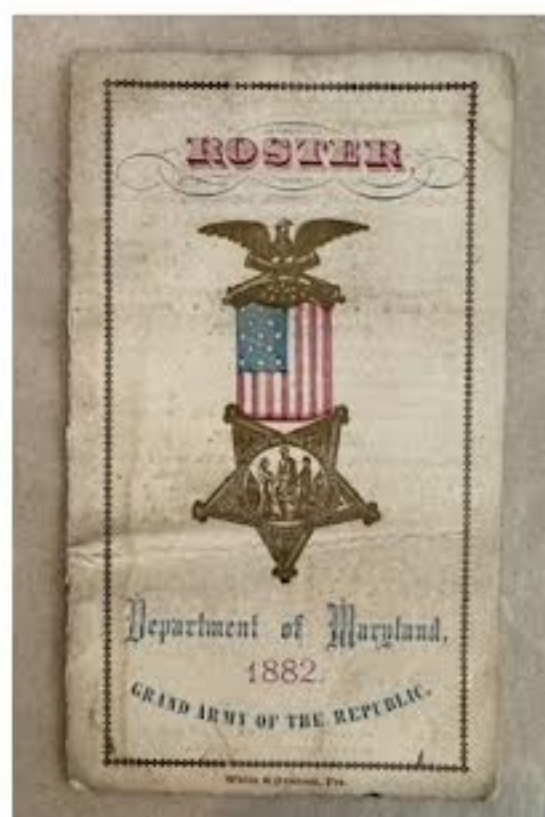 ROSTER,
Department of Maryland.
1882.
GRAND ARMY OF THE REPUBLIC.